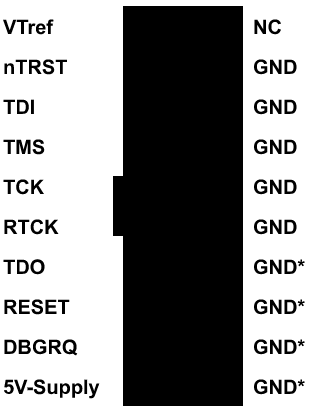 VTref NC
nTRST GND
TDI GND
TMS GND
TCK GND
RTCK GND
TDO GND*
RESET GND*
DBGRQ GND*
5V-Supply GND*